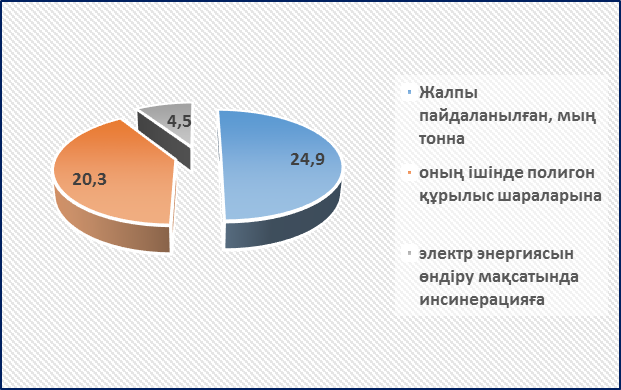 4,5
24,9
20,3
Жалпы
пайдаланылған, мың
тонна
оның ішінде полигон
құрылыс шараларына
электр энергиясын
өндіру мақсатында
инсинерацияға